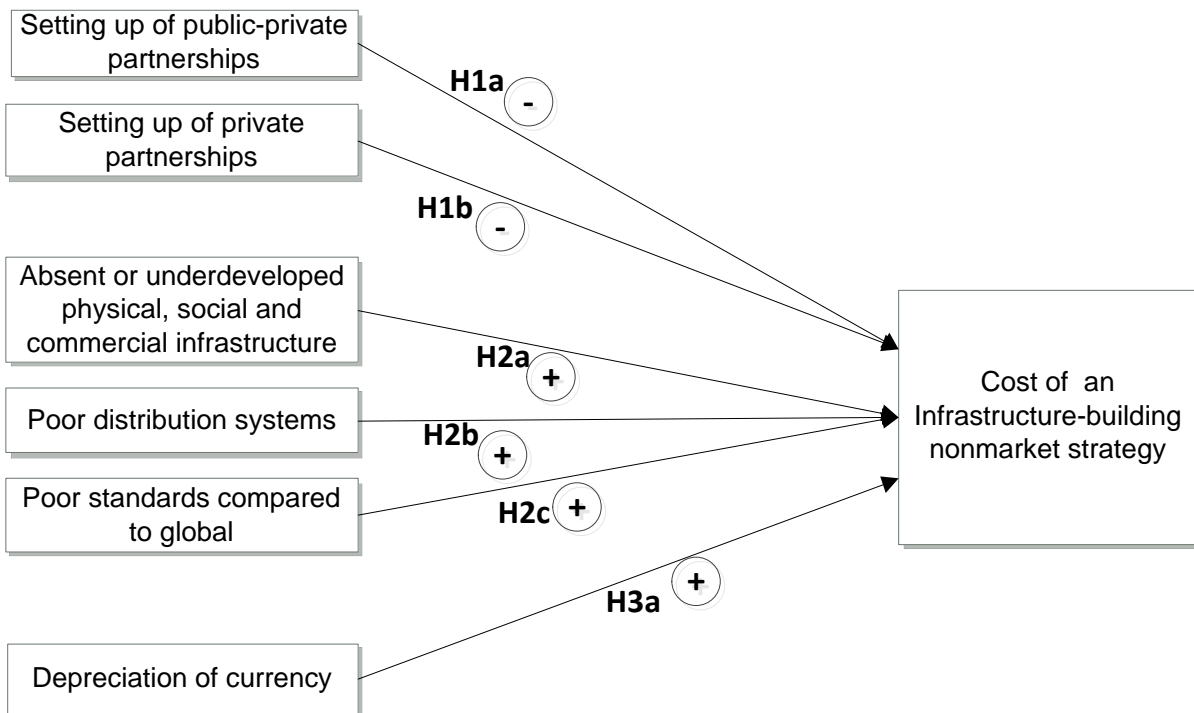 Setting up of public-private
partnerships
H1a
-
Setting up of private
partnerships
H1b
-
Absent or underdeveloped
physical, social and
commercial infrastructure
H2a
+
Poor distribution systems
H2b
+
Poor standards compared
to global
H2c
+
Depreciation of currency
H3a
+
Cost of an
Infrastructure-building
nonmarket strategy